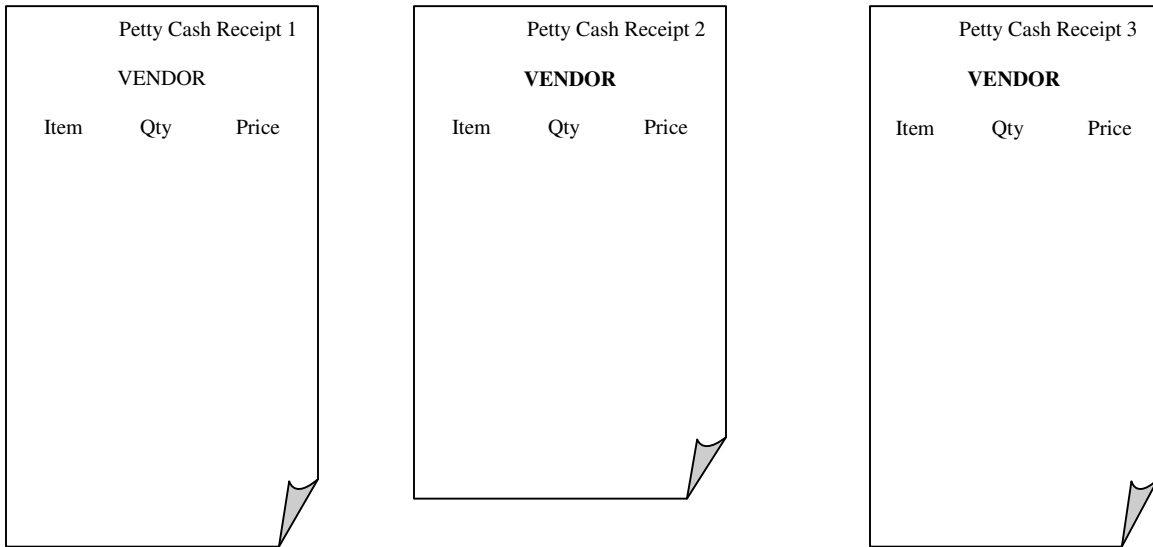 Petty Cash Receipt 1
VENDOR
Item Qty Price
Petty Cash Receipt 2
VENDOR
Item Qty Price
Petty Cash Receipt 3
VENDOR
Item Qty Price